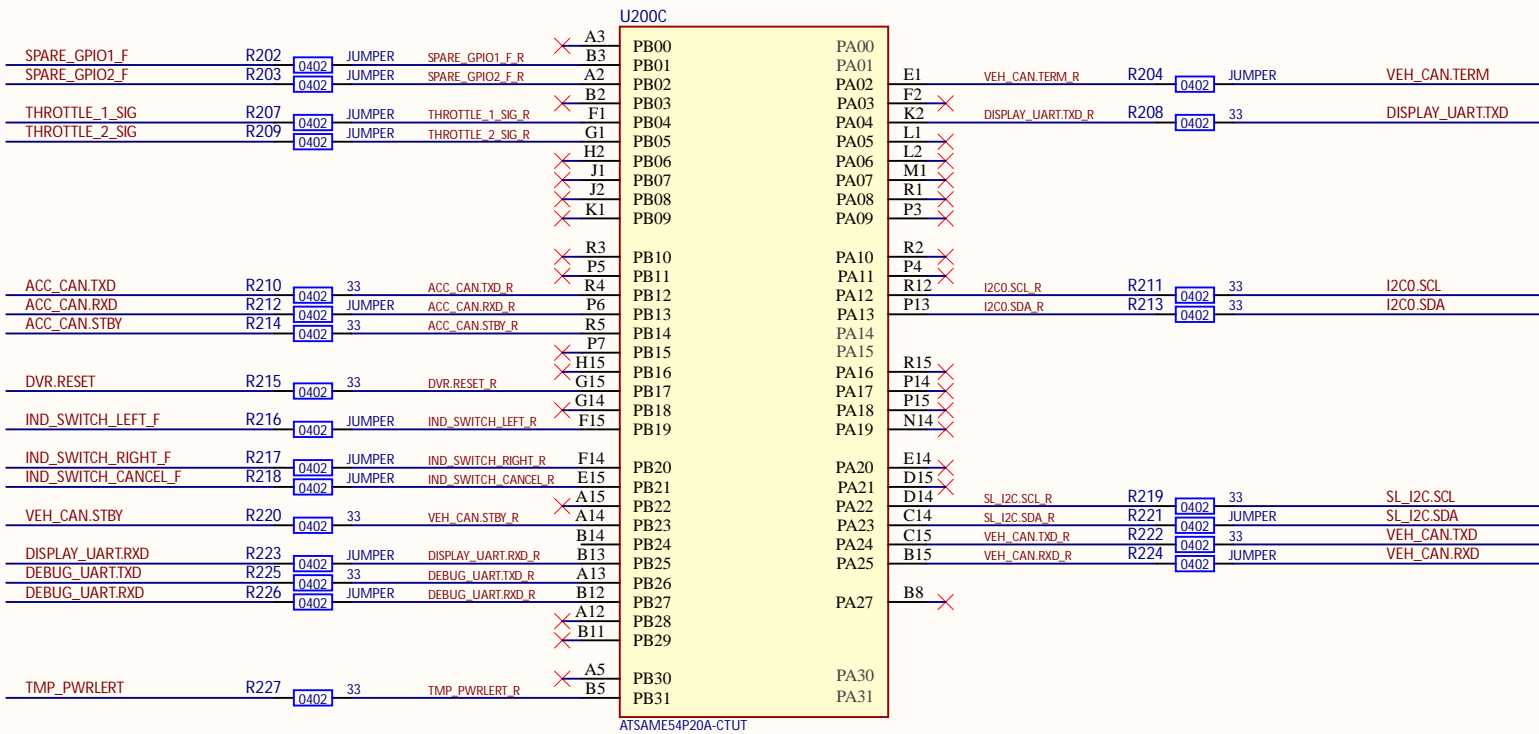 U200C
A3 PB00 PA00
SPARE_GPIO1_F R202 0402 JUMPER SPARE_GPIO1_F_R B3 PB01 PA01
SPARE_GPIO2_F R203 0402 JUMPER SPARE_GPIO2_F_R A2 PB02 PA02 E1 VEH_CAN.TERM_R R204 0402 JUMPER VEH_CAN.TERM
B2 PB03 PA03 F2
THROTTLE_1_SIG R207 0402 JUMPER THROTTLE_1_SIG_R F1 PB04 PA04 K2 DISPLAY_UART.TXD_R R208 0402 33 DISPLAY_UART.TXD
THROTTLE_2_SIG R209 0402 JUMPER THROTTLE_2_SIG_R G1 PB05 PA05 L1
H2 PB06 PA06 L2
J1 PB07 PA07 M1
J2 PB08 PA08 R1
K1 PB09 PA09 P3
R3 PB10 PA10 R2
P5 PB11 PA11 P4
ACC_CAN.TXD R210 0402 33 ACC_CAN.TXD_R R4 PB12 PA12 R12 I2C0.SCL_R R211 0402 33 I2C0.SCL
ACC_CAN.RXD R212 0402 JUMPER ACC_CAN.RXD_R P6 PB13 PA13 P13 I2C0.SDA_R R213 0402 33 I2C0.SDA
ACC_CAN.STBY R214 0402 33 ACC_CAN.STBY_R R5 PB14 PA14
P7 PB15 PA15
H15 PB16 PA16 R15
DVR.RESET R215 0402 33 DVR.RESET_R G15 PB17 PA17 P14
G14 PB18 PA18 P15
IND_SWITCH_LEFT_F R216 0402 JUMPER IND_SWITCH_LEFT_R F15 PB19 PA19 N14
IND_SWITCH_RIGHT_F R217 0402 JUMPER IND_SWITCH_RIGHT_R F14 PB20 PA20 E14
IND_SWITCH_CANCEL_F R218 0402 JUMPER IND_SWITCH_CANCEL_R E15 PB21 PA21 D15
A15 PB22 PA22 D14 SL_I2C.SCL_R R219 0402 33 SL_I2C.SCL
VEH_CAN.STBY R220 0402 33 VEH_CAN.STBY_R A14 PB23 PA23 C14 SL_I2C.SDA_R R221 0402 JUMPER SL_I2C.SDA
B14 PB24 PA24 C15 VEH_CAN.TXD_R R222 0402 33 VEH_CAN.TXD
DISPLAY_UART.RXD R223 0402 JUMPER DISPLAY_UART.RXD_R B13 PB25 PA25 B15 VEH_CAN.RXD_R R224 0402 JUMPER VEH_CAN.RXD
DEBUG_UART.TXD R225 0402 33 DEBUG_UART.TXD_R A13 PB26
DEBUG_UART.RXD R226 0402 JUMPER DEBUG_UART.RXD_R B12 PB27 PA27 B8
A12 PB28
B11 PB29
A5 PB30 PA30
TMP_PWRLERT R227 0402 33 TMP_PWRLERT_R B5 PB31 PA31
ATSAME54P20A-CTUT